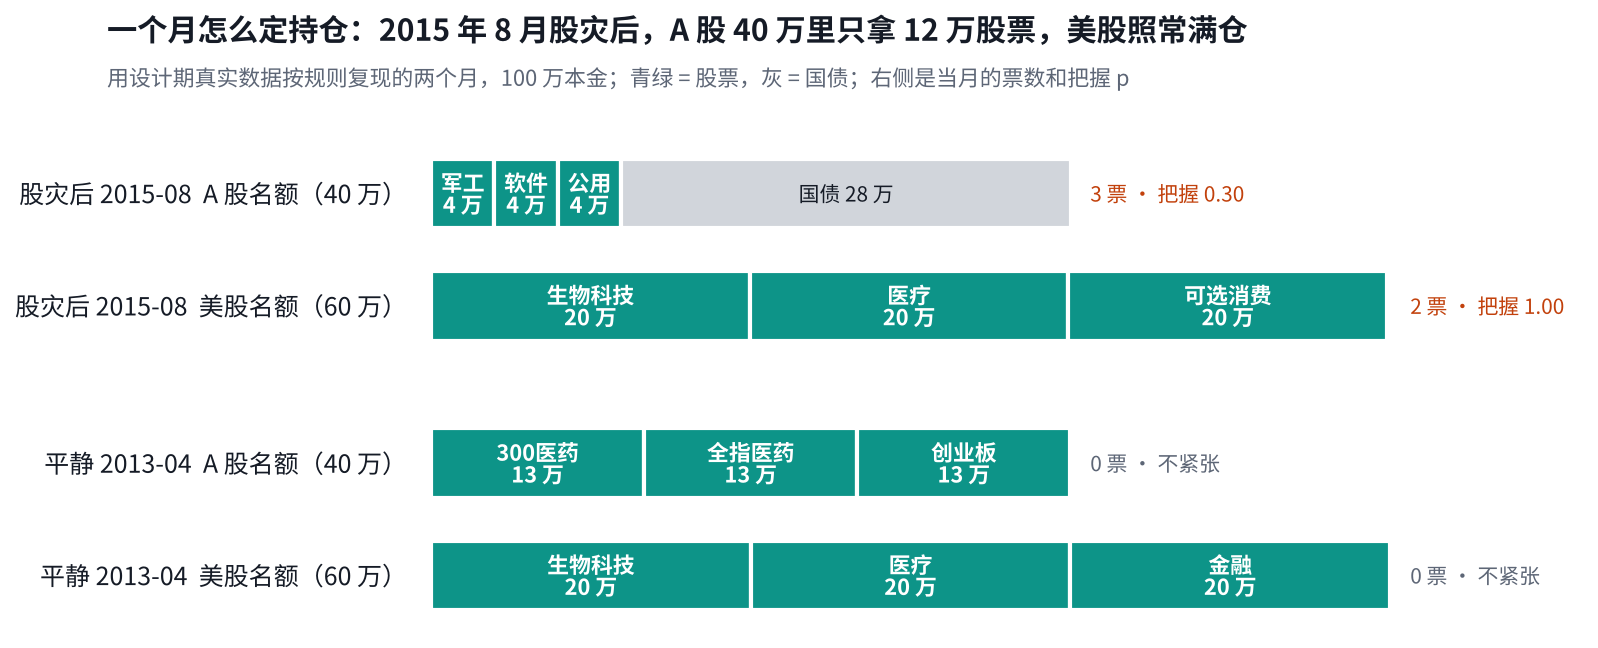 一个月怎么定持仓：2015 年 8 月股灾后，A 股 40 万里只拿 12 万股票，美股照常满仓
用设计期真实数据按规则复现的两个月，100 万本金；青绿 = 股票，灰 = 国债；右侧是当月的票数和把握 p
股灾后 2015-08 A 股名额（40 万）
军工
4 万
软件
4 万
公用
4 万
国债 28 万
3 票 · 把握 0.30
股灾后 2015-08 美股名额（60 万）
生物科技
20 万
医疗
20 万
可选消费
20 万
2 票 · 把握 1.00
平静 2013-04 A 股名额（40 万）
300医药
13 万
全指医药
13 万
创业板
13 万
0 票 · 不紧张
平静 2013-04 美股名额（60 万）
生物科技
20 万
医疗
20 万
金融
20 万
0 票 · 不紧张